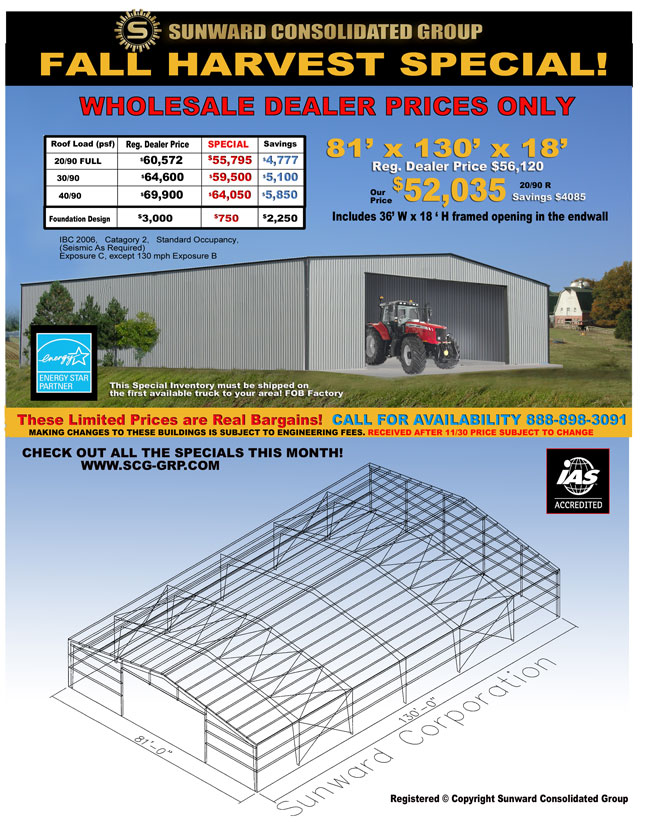 S SUNWARD CONSOLIDATED GROUP
FALL HARVEST SPECIAL!
WHOLESALE DEALER PRICES ONLY
Roof Load (psf) Reg. Dealer Price SPECIAL Savings
20/90 FULL $60,572 $55,795 $4,777
30/90 $64,600 $59,500 $5,100
40/90 $69,900 $64,050 $5,850
Foundation Design $3,000 $750 $2,250
IBC 2006, Catagory 2, Standard Occupancy,
(Seismic As Required)
Exposure C, except 130 mph Exposure B
81' x 130' x 18'
Reg. Dealer Price $56,120
Our Price $52,035 20/90 R
Savings $4085
Includes 36' W x 18 ' H framed opening in the endwall
energy
ENERGY STAR
PARTNER
This Special Inventory must be shipped on
the first available truck to your area! FOB Factory
These Limited Prices are Real Bargains! CALL FOR AVAILABILITY 888-898-3091
MAKING CHANGES TO THESE BUILDINGS IS SUBJECT TO ENGINEERING FEES. RECEIVED AFTER 11/30 PRICE SUBJECT TO CHANGE
CHECK OUT ALL THE SPECIALS THIS MONTH!
WWW.SCG-GRP.COM
IAS
ACCREDITED
81'-0"
130'-0"
Sunward Corporation
Registered © Copyright Sunward Consolidated Group